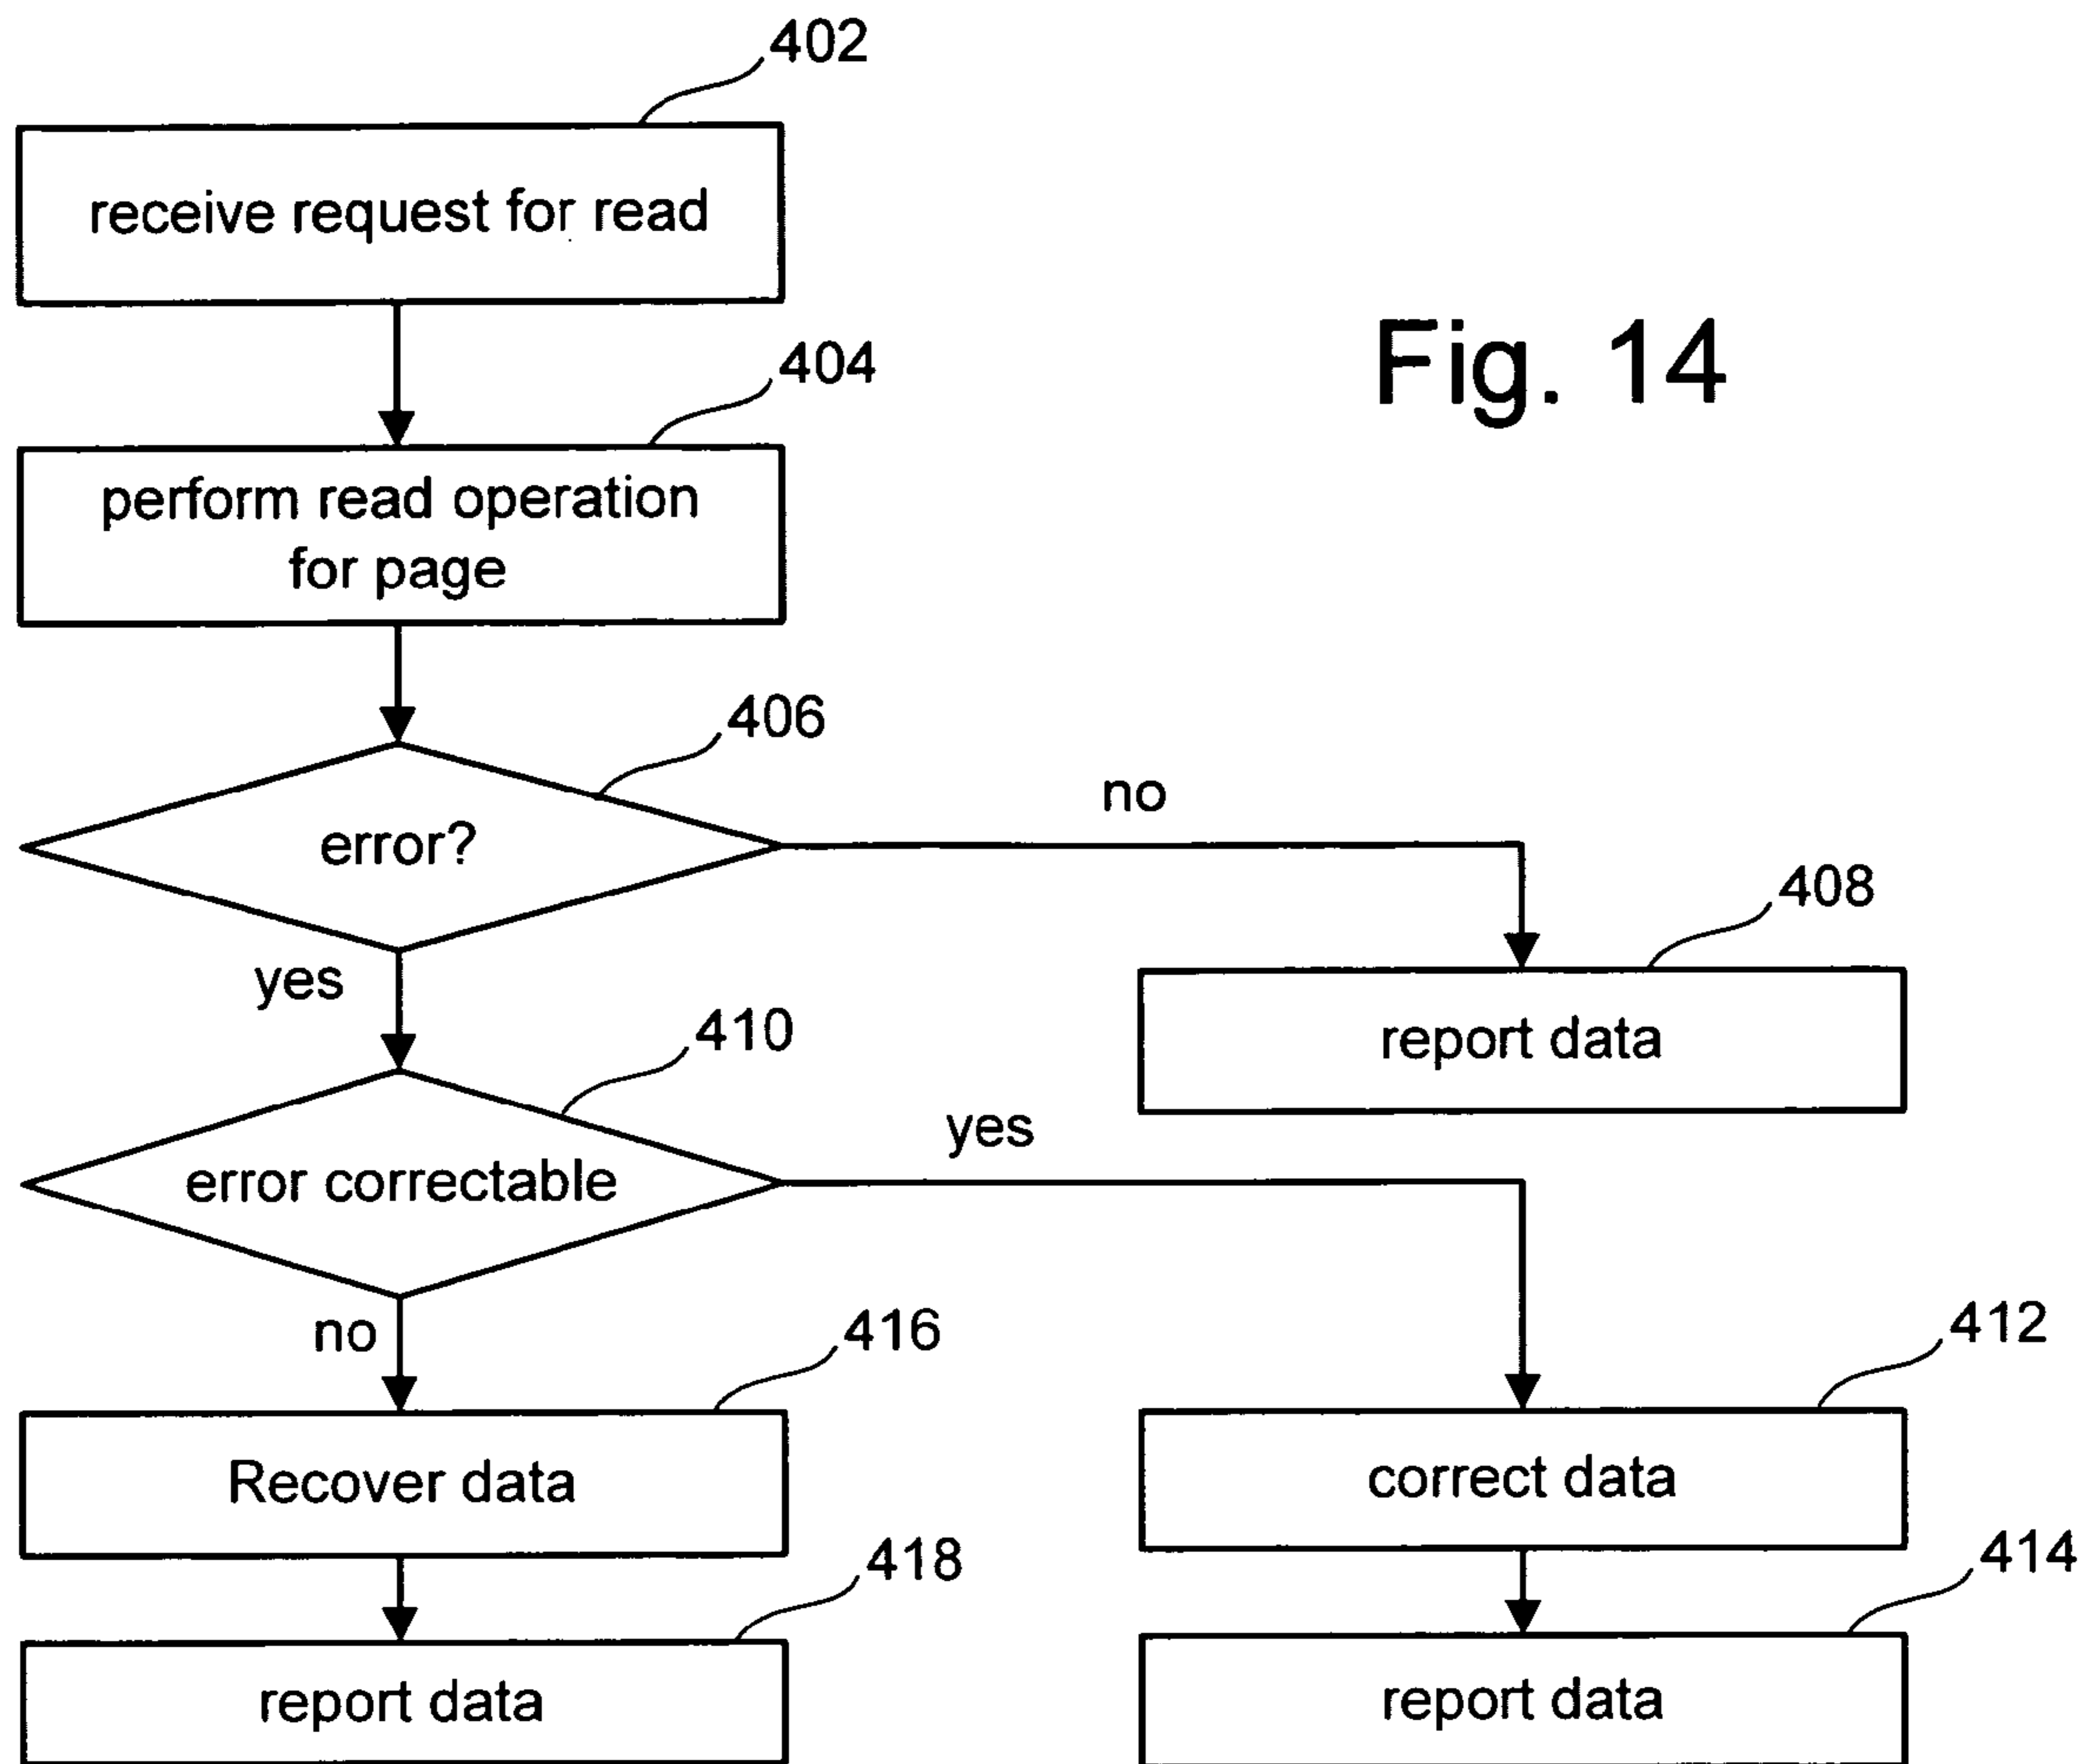 402
receive request for read
Fig. 14
404
perform read operation
for page
406
no
error?
408
yes
report data
410
yes
error correctable
no
416
412
Recover data
correct data
418
414
report data
report data